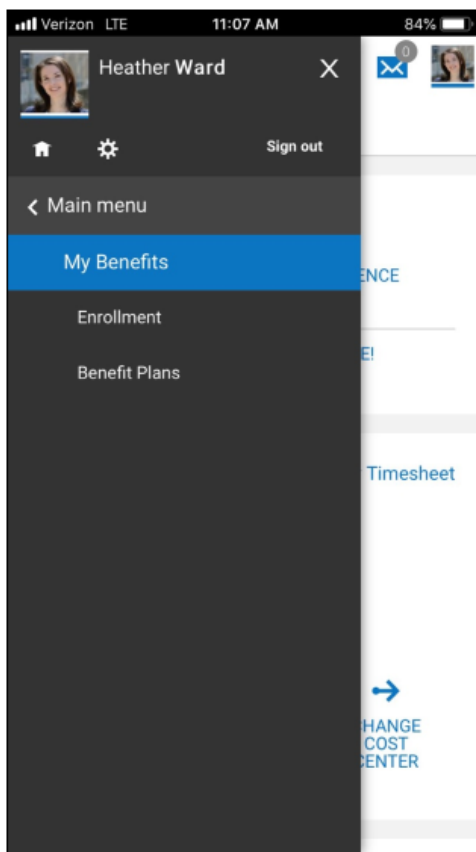 Verizon LTE 11:07 AM 84%
Heather Ward X
0
Sign out
Main menu
My Benefits
Enrollment
Benefit Plans
ENCE
E!
Timesheet
HANGE
COST
CENTER